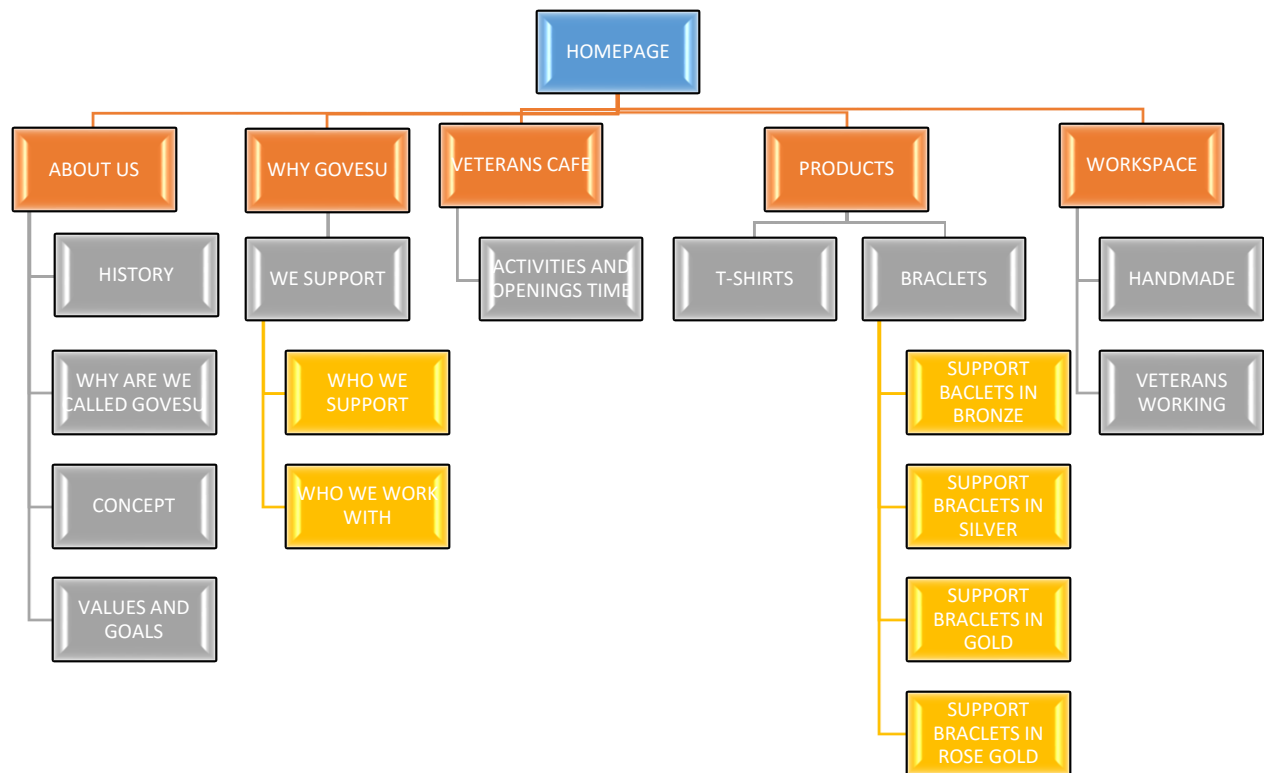 HOMEPAGE
ABOUT US
WHY GOVESU
VETERANS CAFE
PRODUCTS
WORKSPACE
HISTORY
WHY ARE WE
CALLED GOVESU
CONCEPT
VALUES AND
GOALS
WE SUPPORT
WHO WE
SUPPORT
WHO WE WORK
WITH
ACTIVITIES AND
OPENINGS TIME
T-SHIRTS
BRACLETS
SUPPORT
BACLETS IN
BRONZE
SUPPORT
BRACLETS IN
SILVER
SUPPORT
BRACLETS IN
GOLD
SUPPORT
BRACLETS IN
ROSE GOLD
HANDMADE
VETERANS
WORKING